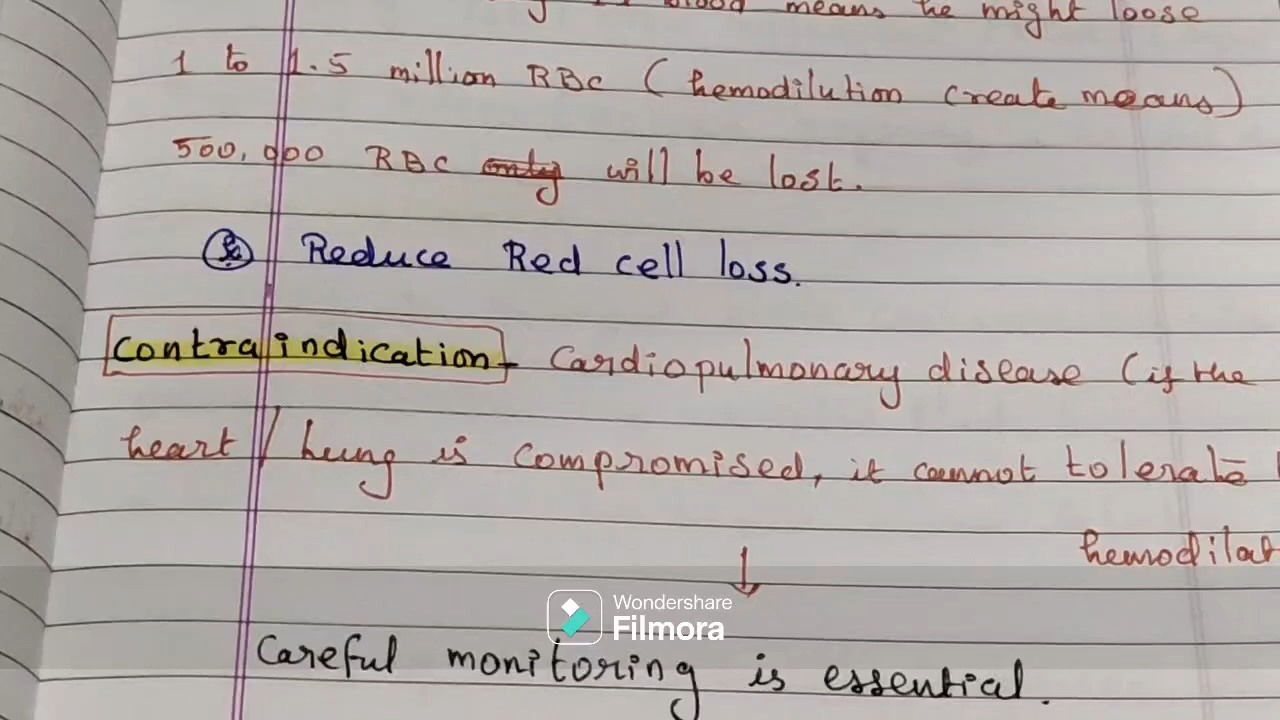 blood means he might loose
1 to 1.5 million RBC (hemodilution create means)
500,000 RBC only will be lost.
Reduce Red cell loss.
Contraindication - Cardiopulmonary disease (if the
heart / lung is compromised, it cannot tolerate
hemodilat
↓
Wondershare
Filmora
Careful monitoring is essential.